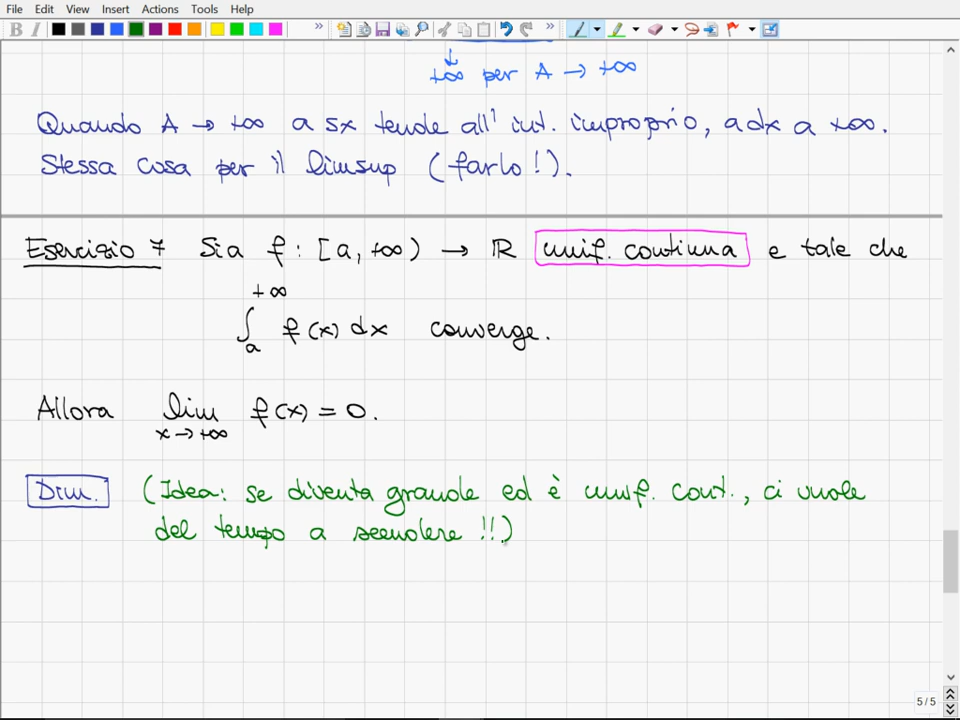 File Edit View Insert Actions Tools Help
B I
+∞ per A → +∞
Quando A → +∞ a sx tende all' int. improprio, a dx a +∞.
Stessa cosa per il limsup (farlo!).
Esercizio 7 Sia f : [a, +∞) → ℝ unif. continua e tale che
+∞
∫ f(x) dx converge.
a
Allora lim f(x) = 0.
x → +∞
Dim. (Idea: se diventa grande ed è unif. cont., ci vuole
del tempo a scendere !!)
5 / 5